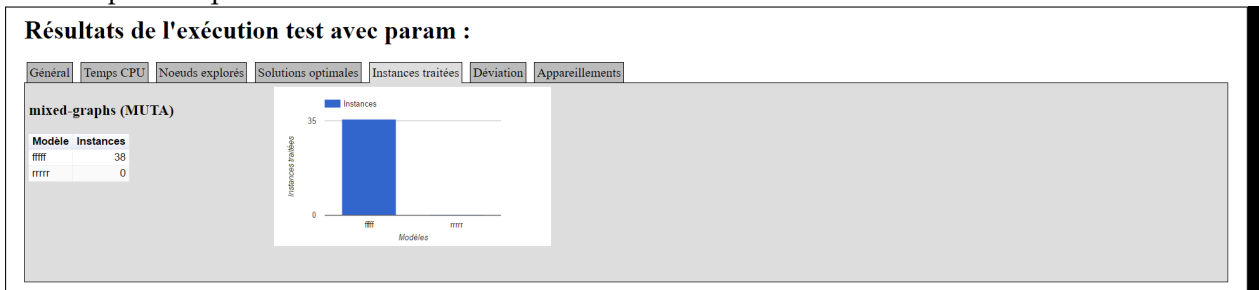 Résultats de l'exécution test avec param :
Général Temps CPU Noeuds explorés Solutions optimales Instances traitées Déviation Appareillements
mixed-graphs (MUTA)
Modèle Instances
fffff 38
rrrrr 0
Instances
35
Instances traitées
0
ffff rrrrr
Modèles